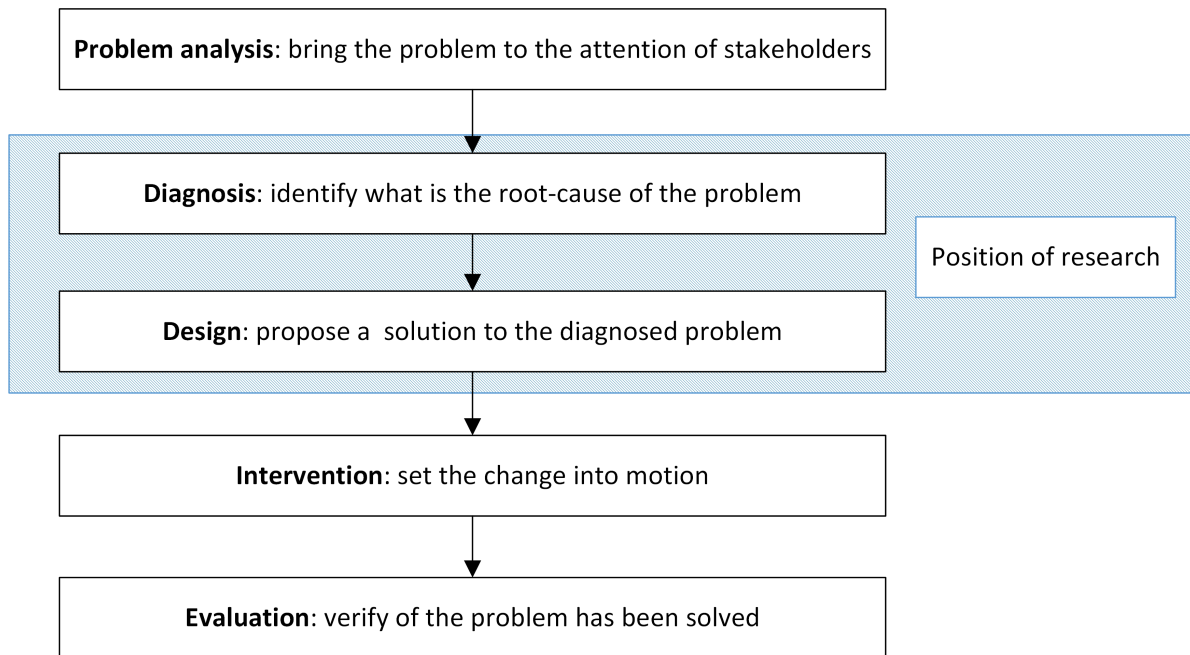 Problem analysis: bring the problem to the attention of stakeholders
Diagnosis: identify what is the root-cause of the problem
Position of research
Design: propose a  solution to the diagnosed problem
Intervention: set the change into motion
Evaluation: verify of the problem has been solved